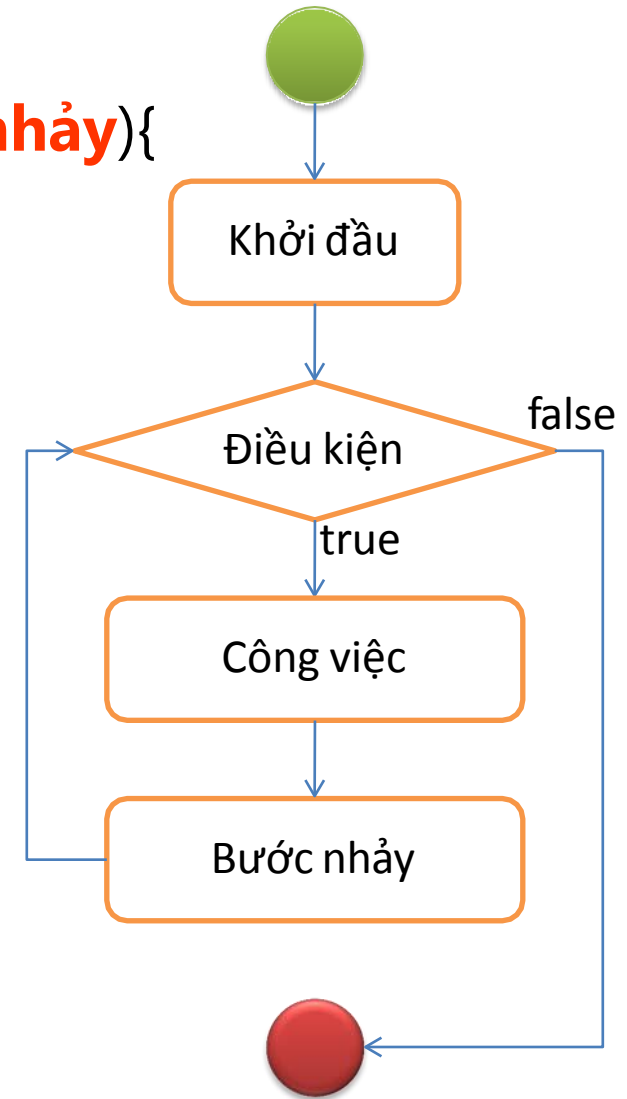 nhảy){
Khởi đầu
false
Điều kiện
true
Công việc
Bước nhảy